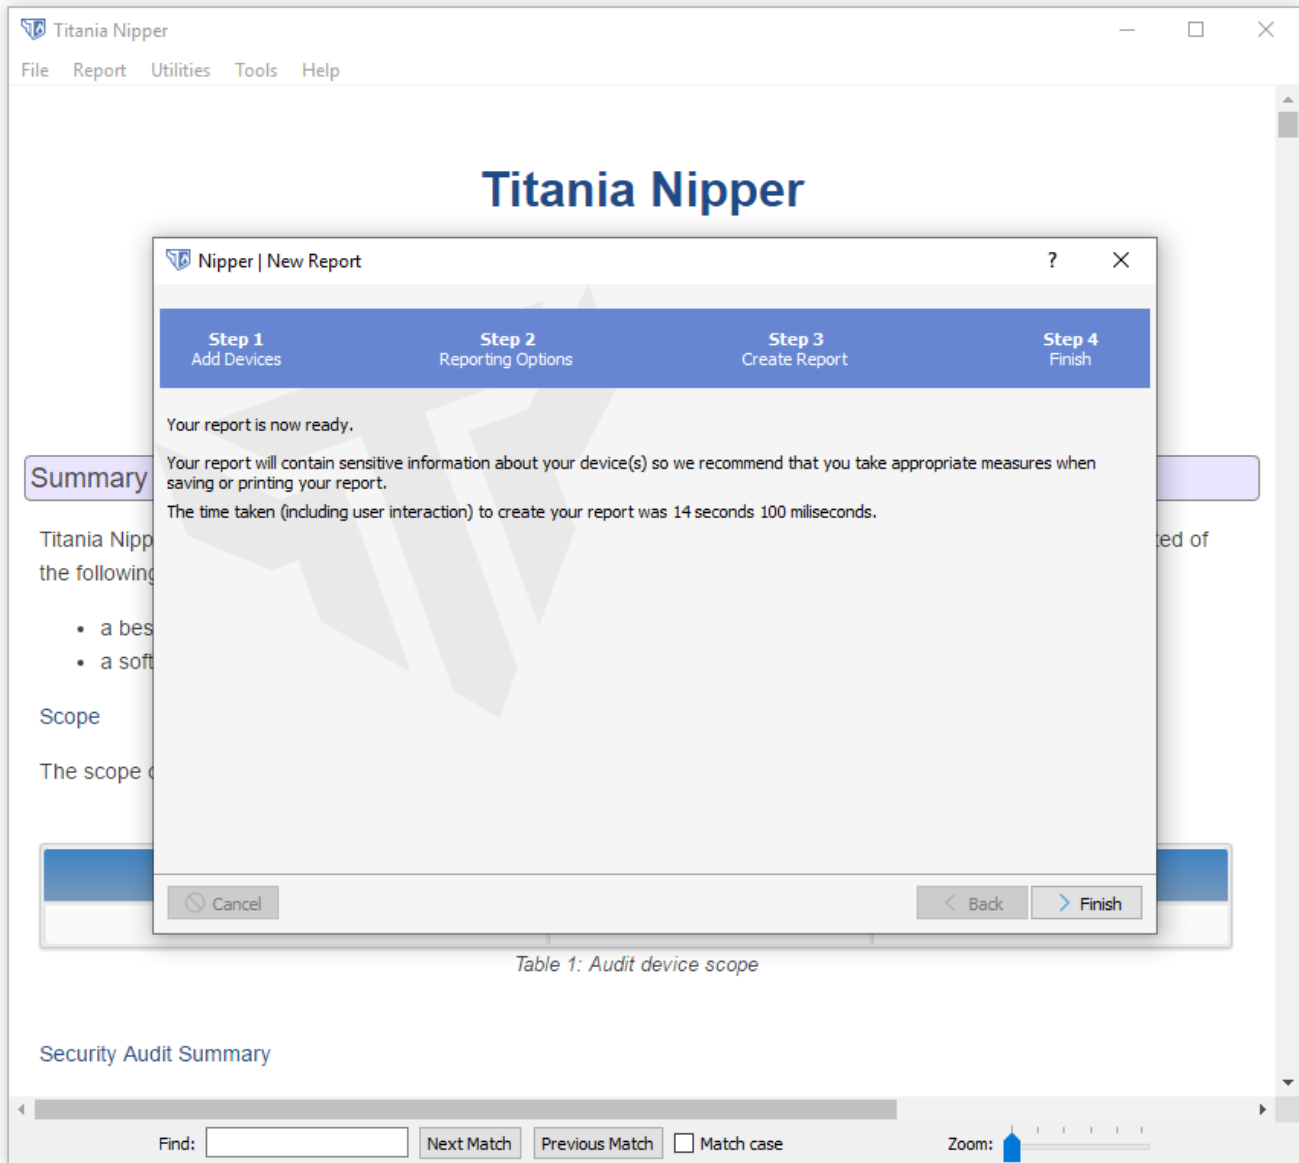 Titania Nipper
File Report Utilities Tools Help
Titania Nipper
Nipper | New Report
?
Step 1 Step 2 Step 3 Step 4
Add Devices Reporting Options Create Report Finish
Your report is now ready.
Your report will contain sensitive information about your device(s) so we recommend that you take appropriate measures when
saving or printing your report.
The time taken (including user interaction) to create your report was 14 seconds 100 miliseconds.
Cancel Back Finish
Summary
Titania Nipp
ted of
the following
a bes
a soft
Scope
The scope
Table 1: Audit device scope
Security Audit Summary
Find: Next Match Previous Match Match case Zoom: